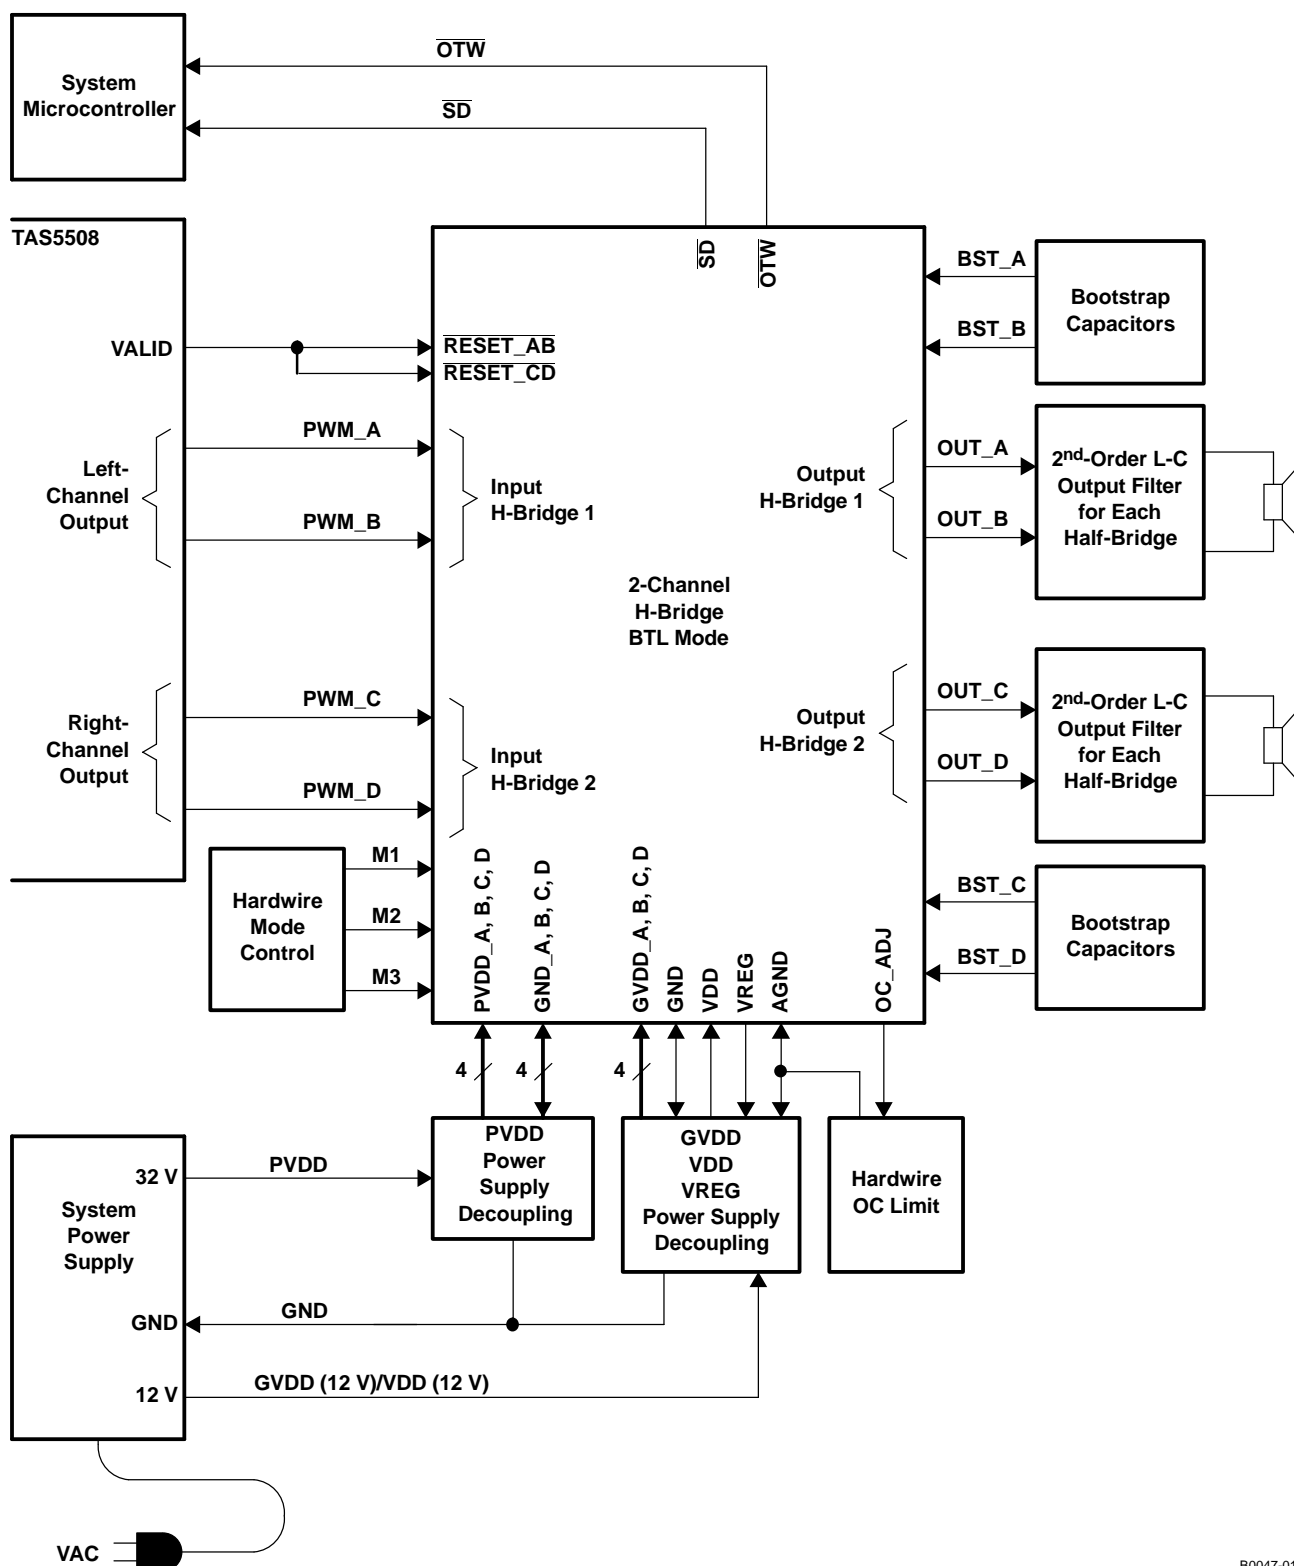 OTW
System
Microcontroller
SD
TAS5508
SD
OTW
BST_A
Bootstrap
Capacitors
BST_B
VALID
RESET_AB
RESET_CD
PWM_A
Left-
Channel
Output
PWM_B
Input
H-Bridge 1
Output
H-Bridge 1
OUT_A
OUT_B
2nd-Order L-C
Output Filter
for Each
Half-Bridge
2-Channel
H-Bridge
BTL Mode
PWM_C
Right-
Channel
Output
PWM_D
Input
H-Bridge 2
Output
H-Bridge 2
OUT_C
OUT_D
2nd-Order L-C
Output Filter
for Each
Half-Bridge
Hardwire
Mode
Control
M1
M2
M3
PVDD_A, B, C, D
GND_A, B, C, D
GVDD_A, B, C, D
GND
VDD
VREG
AGND
OC_ADJ
BST_C
BST_D
Bootstrap
Capacitors
4
4
4
PVDD
Power
Supply
Decoupling
GVDD
VDD
VREG
Power Supply
Decoupling
Hardwire
OC Limit
32 V
PVDD
System
Power
Supply
GND
GND
12 V
GVDD (12 V)/VDD (12 V)
VAC
B0047-01